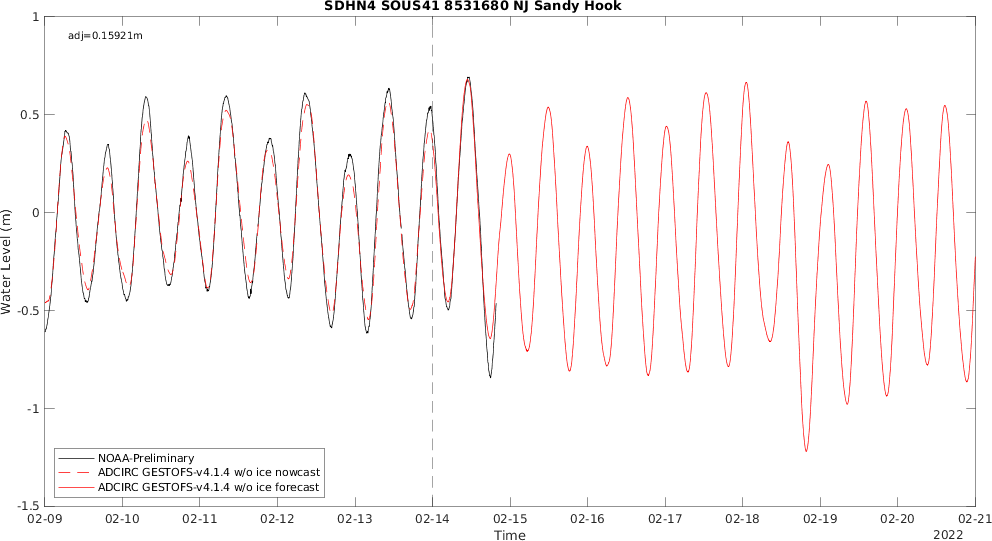 SDHN4 SOUS41 8531680 NJ Sandy Hook
adj=0.15921m
1
0.5
0
-0.5
-1
-1.5
Water Level (m)
NOAA-Preliminary
ADCIRC GESTOFS-v4.1.4 w/o ice nowcast
ADCIRC GESTOFS-v4.1.4 w/o ice forecast
02-09 02-10 02-11 02-12 02-13 02-14 02-15 02-16 02-17 02-18 02-19 02-20 02-21
Time
2022